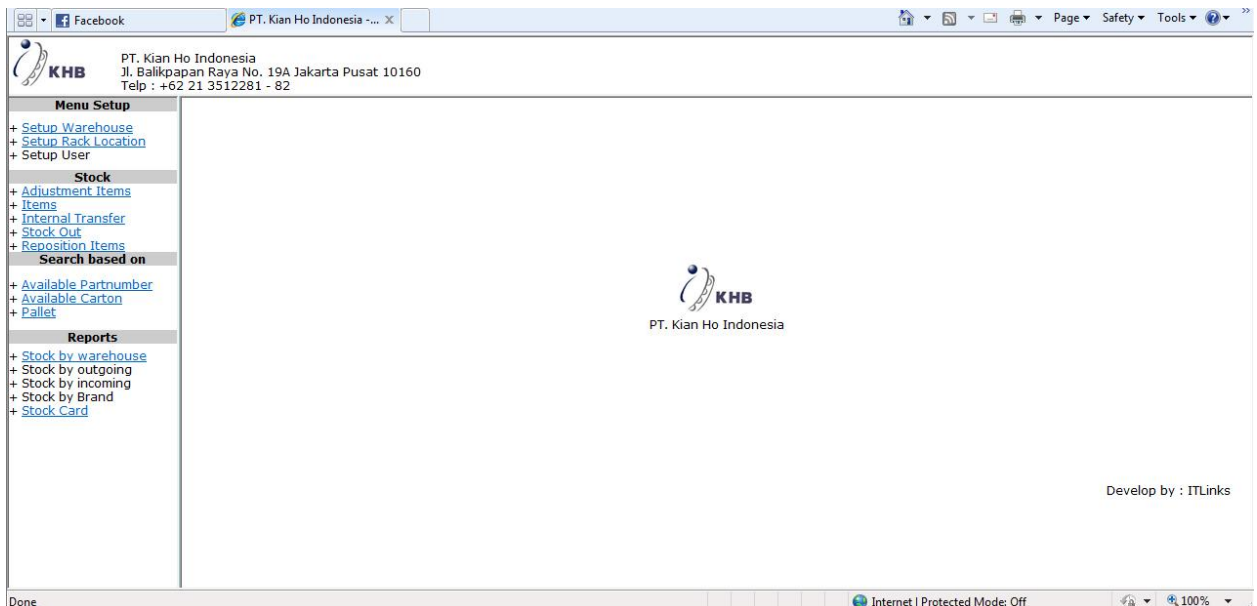 Facebook
PT. Kian Ho Indonesia -... X
Page Safety Tools
KHB
PT. Kian Ho Indonesia
Jl. Balikpapan Raya No. 19A Jakarta Pusat 10160
Telp : +62 21 3512281 - 82
Menu Setup
+ Setup Warehouse
+ Setup Rack Location
+ Setup User
Stock
+ Adjustment Items
+ Items
+ Internal Transfer
+ Stock Out
+ Reposition Items
Search based on
+ Available Partnumber
+ Available Carton
+ Pallet
Reports
+ Stock by warehouse
+ Stock by outgoing
+ Stock by incoming
+ Stock by Brand
+ Stock Card
KHB
PT. Kian Ho Indonesia
Develop by : ITLinks
Done
Internet | Protected Mode: Off
100%